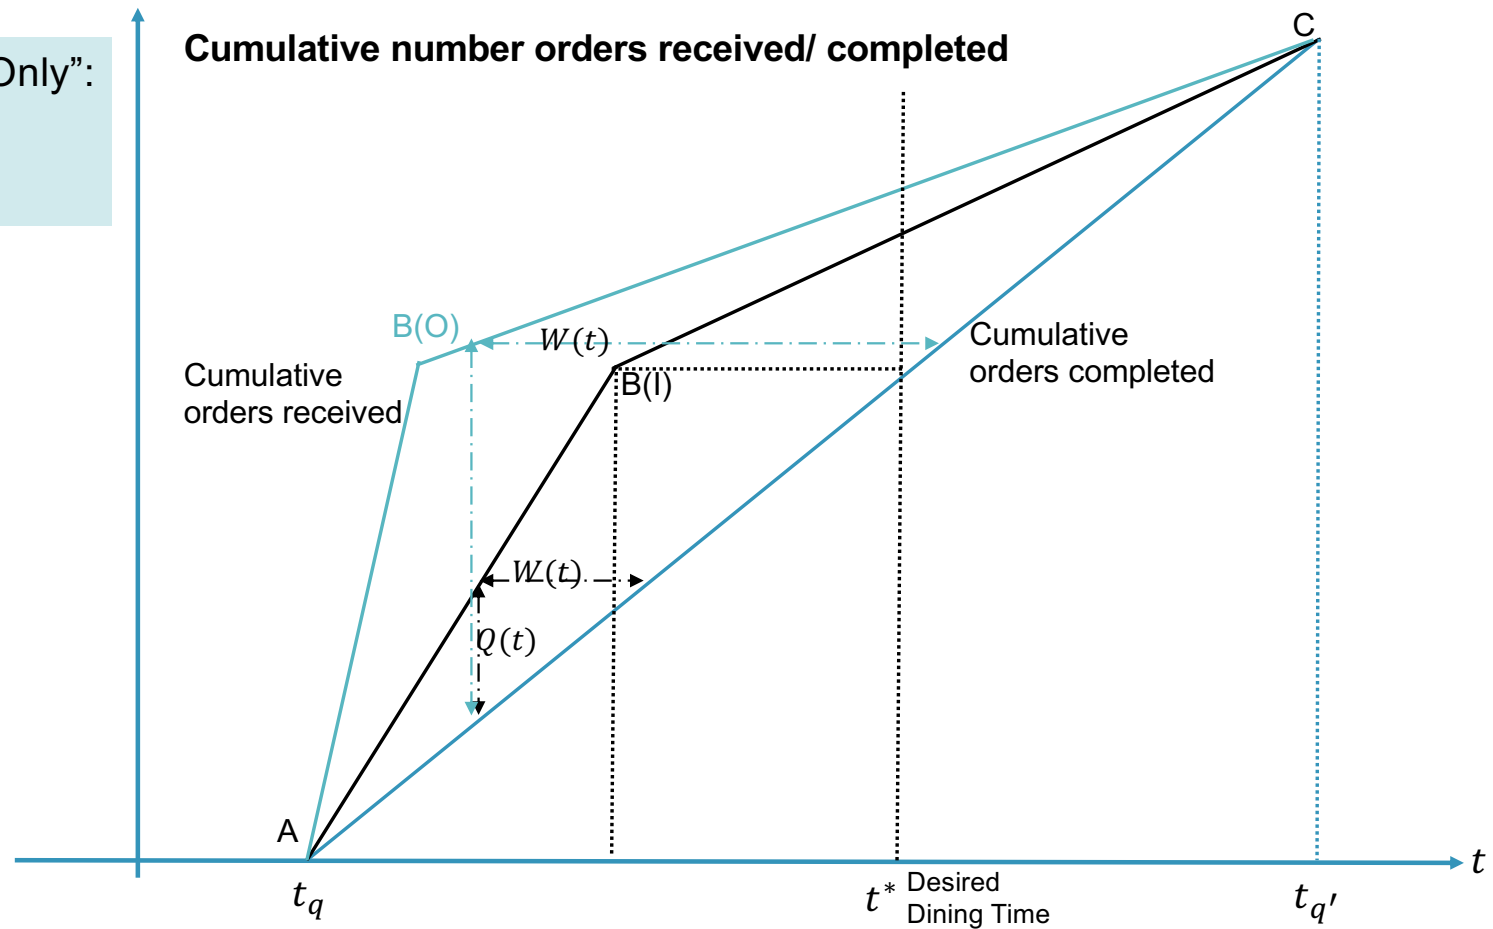 Only”:
Cumulative number orders received/ completed
C
B(O)
W(t)
Cumulative
orders completed
Cumulative
orders received
B(I)
W(t)
Q(t)
A
t
t_q
t* Desired
Dining Time
t_q'